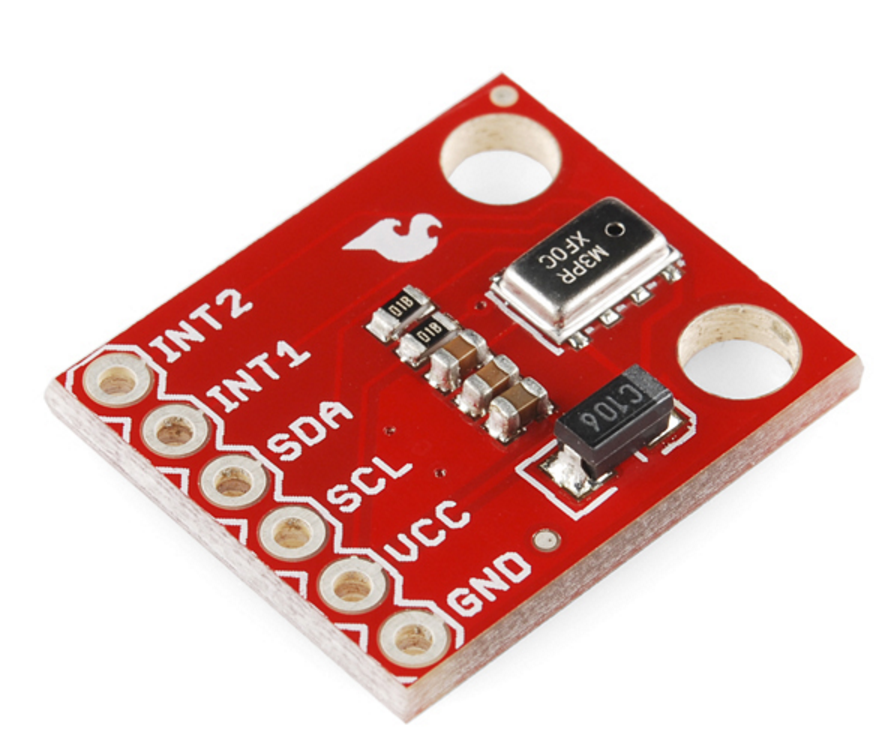 INT2
INT1
SDA
SCL
VCC
GND
M3PR
XF0C
01B
01B
C106